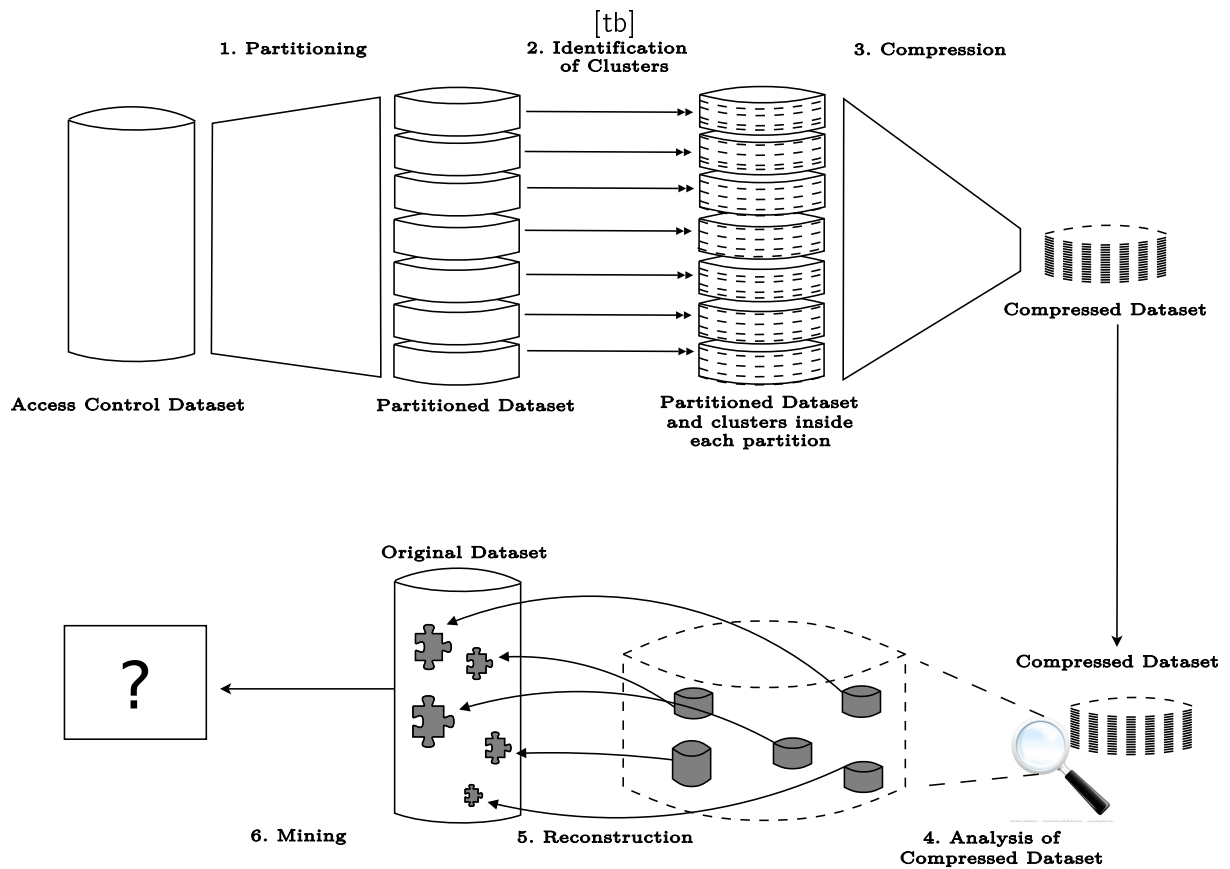 [tb]
1. Partitioning
2. Identification
of Clusters
3. Compression
Compressed Dataset
Access Control Dataset
Partitioned Dataset
Partitioned Dataset
and clusters inside
each partition
Original Dataset
?
Compressed Dataset
6. Mining
5. Reconstruction
4. Analysis of
Compressed Dataset